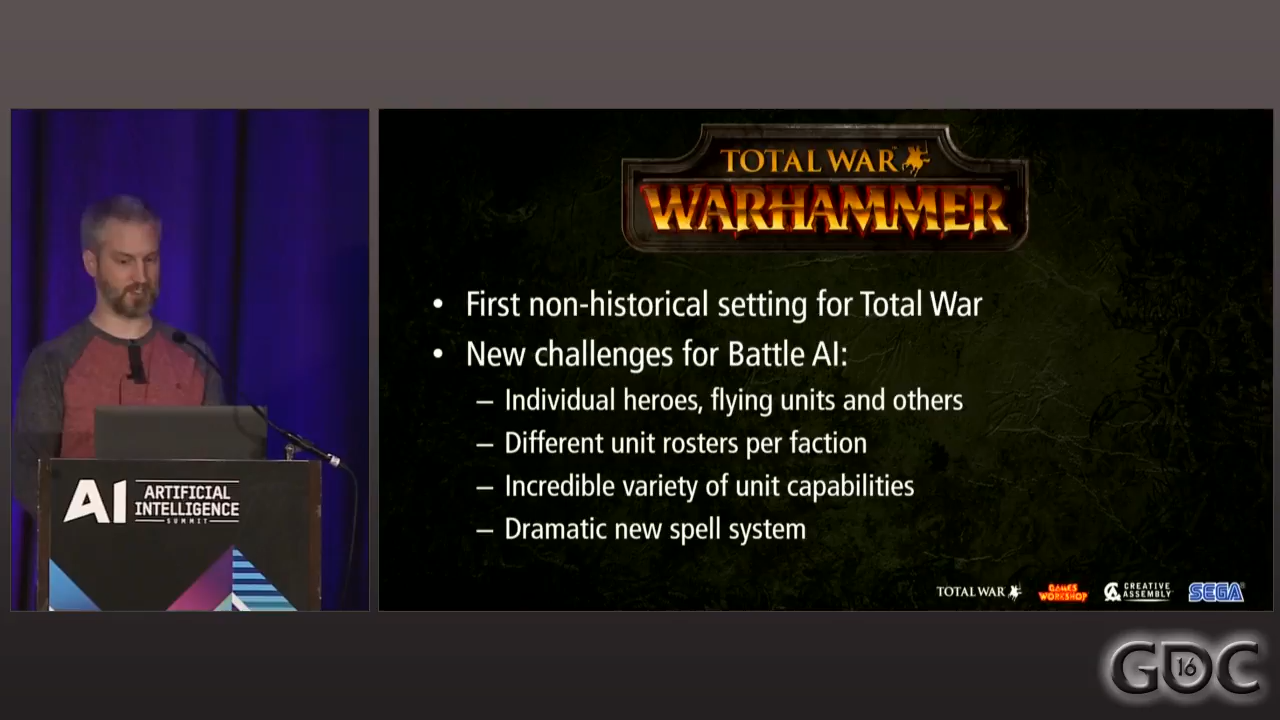 TOTAL WAR
WARHAMMER
• First non-historical setting for Total War
• New challenges for Battle AI:
– Individual heroes, flying units and others
– Different unit rosters per faction
– Incredible variety of unit capabilities
– Dramatic new spell system
TOTAL WAR
GAMES WORKSHOP
CREATIVE ASSEMBLY
SEGA
AI
ARTIFICIAL
INTELLIGENCE
SUMMIT
GDC
16